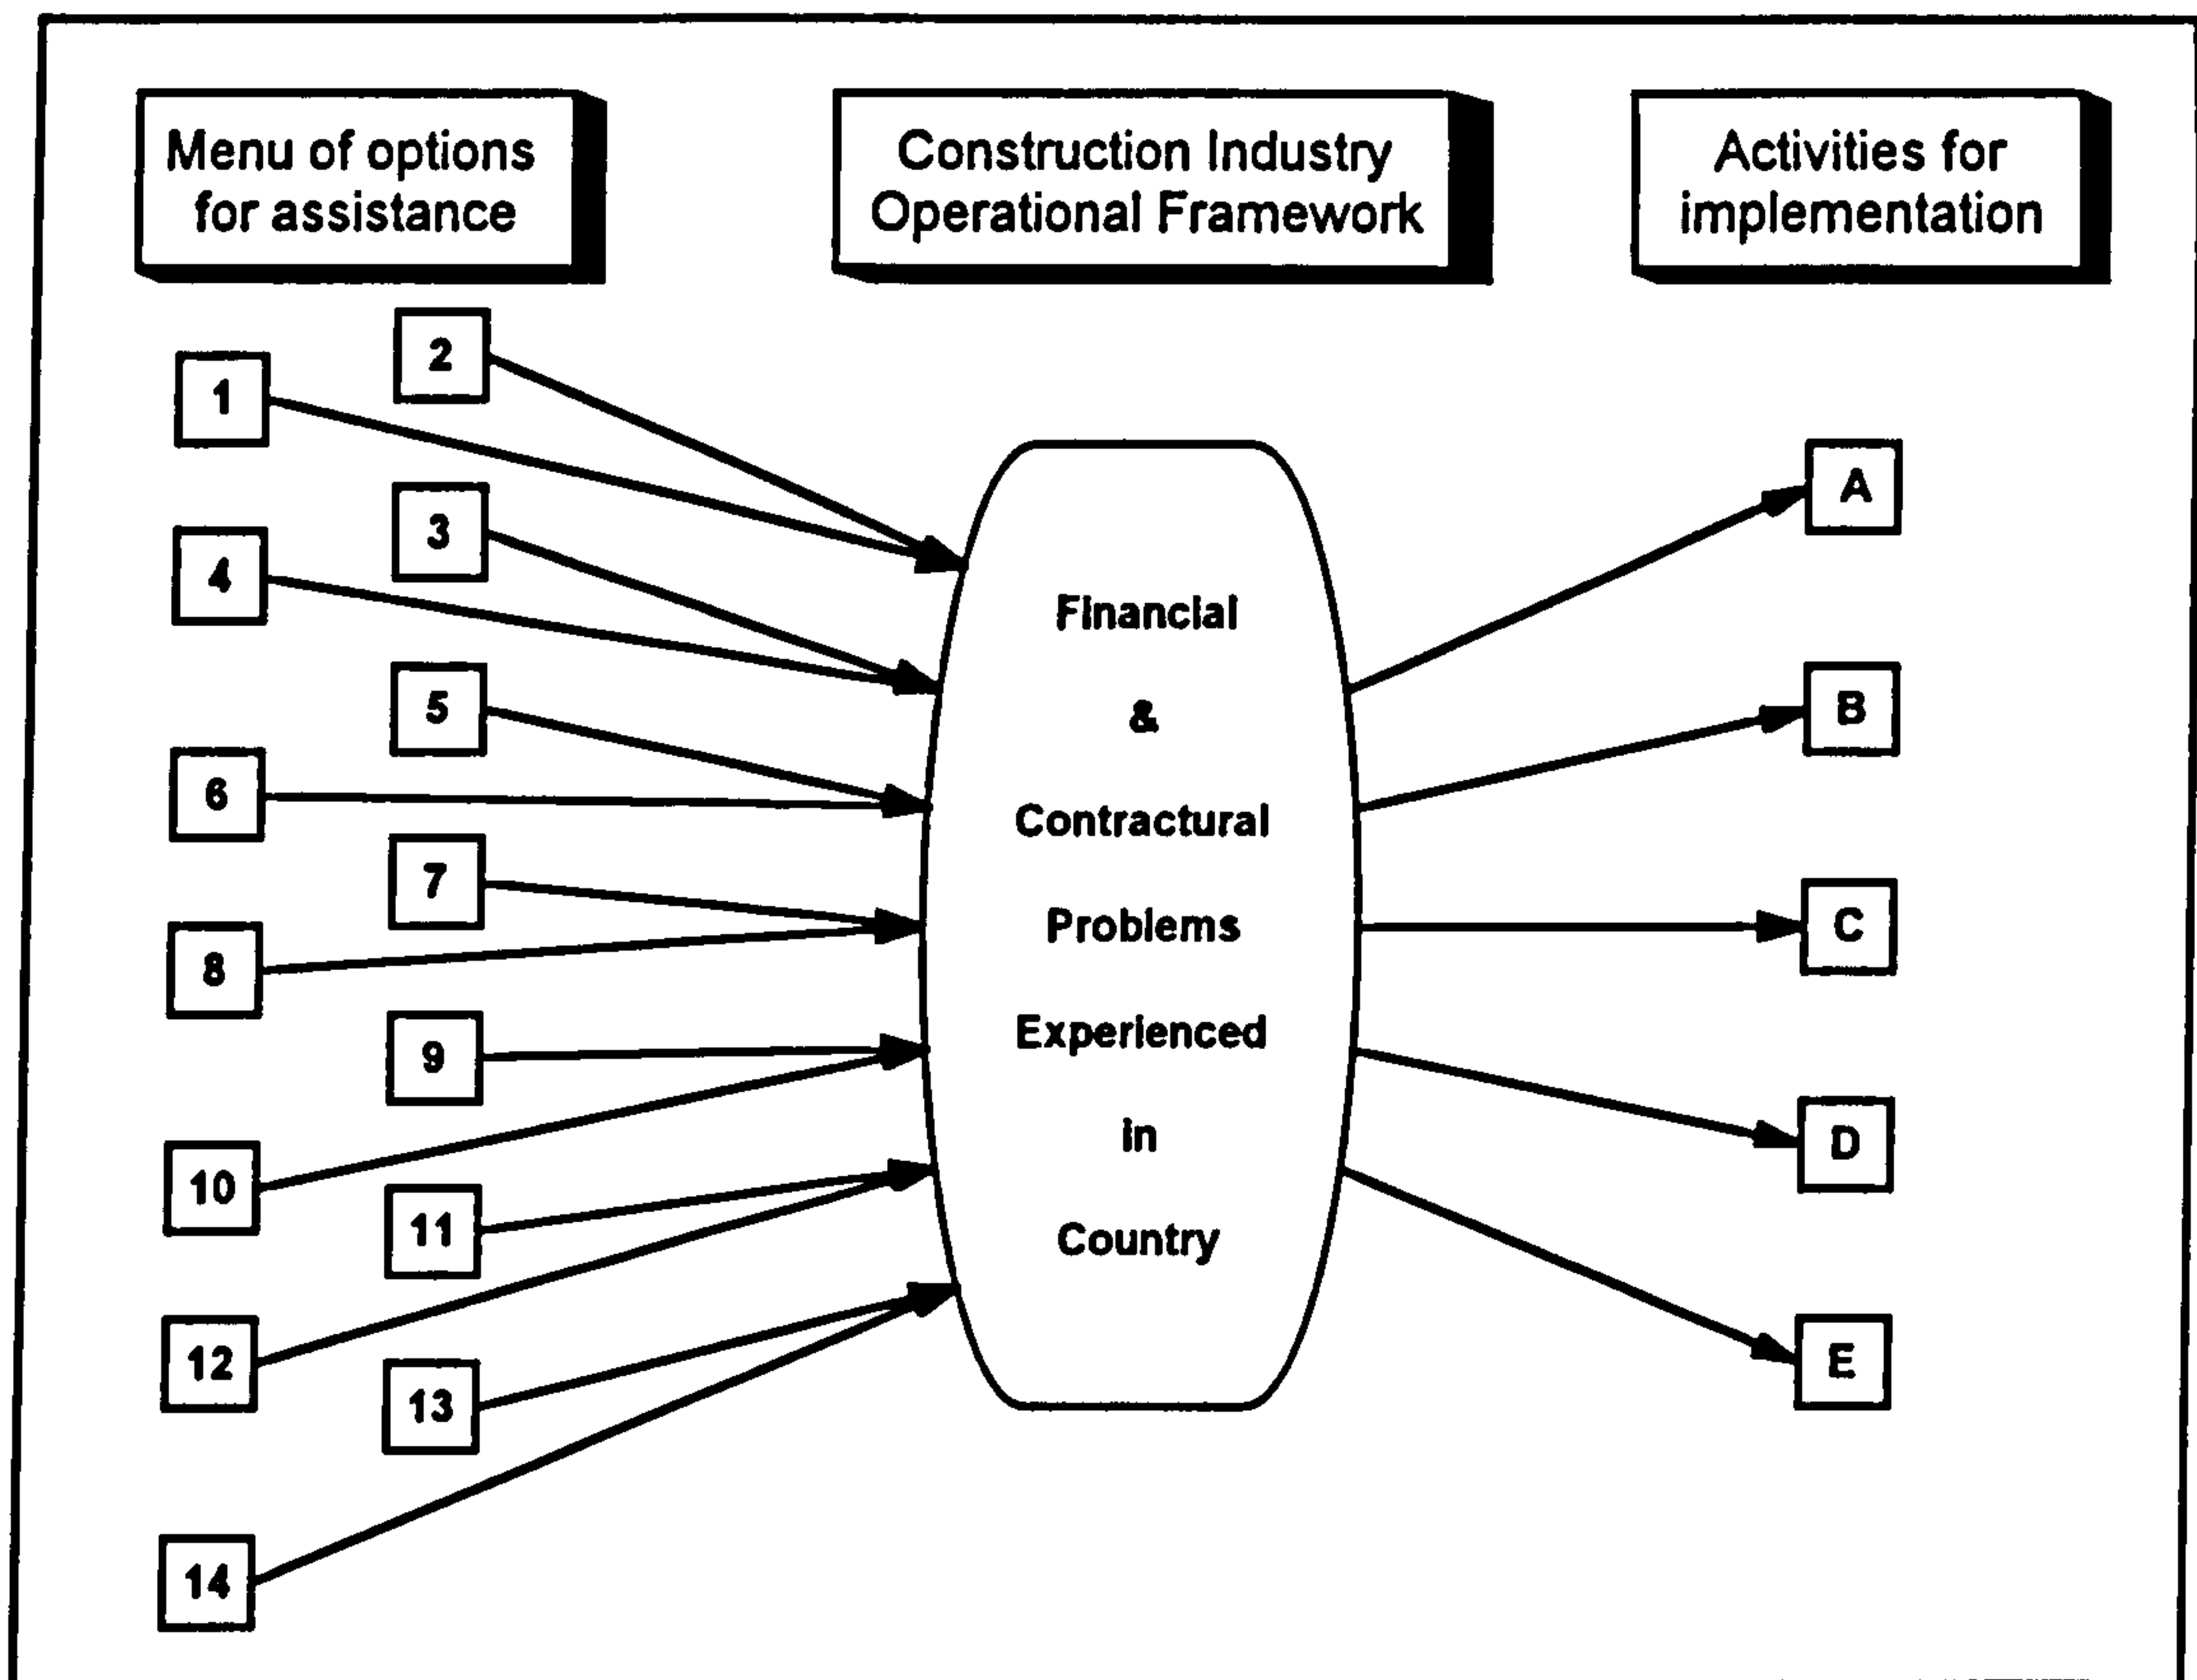 Menu of options
for assistance
Construction Industry
Operational Framework
Activities for
implementation
2
1
3
4
5
6
7
8
9
10
11
12
13
14
Financial
&
Contractural
Problems
Experienced
in
Country
A
B
C
D
E